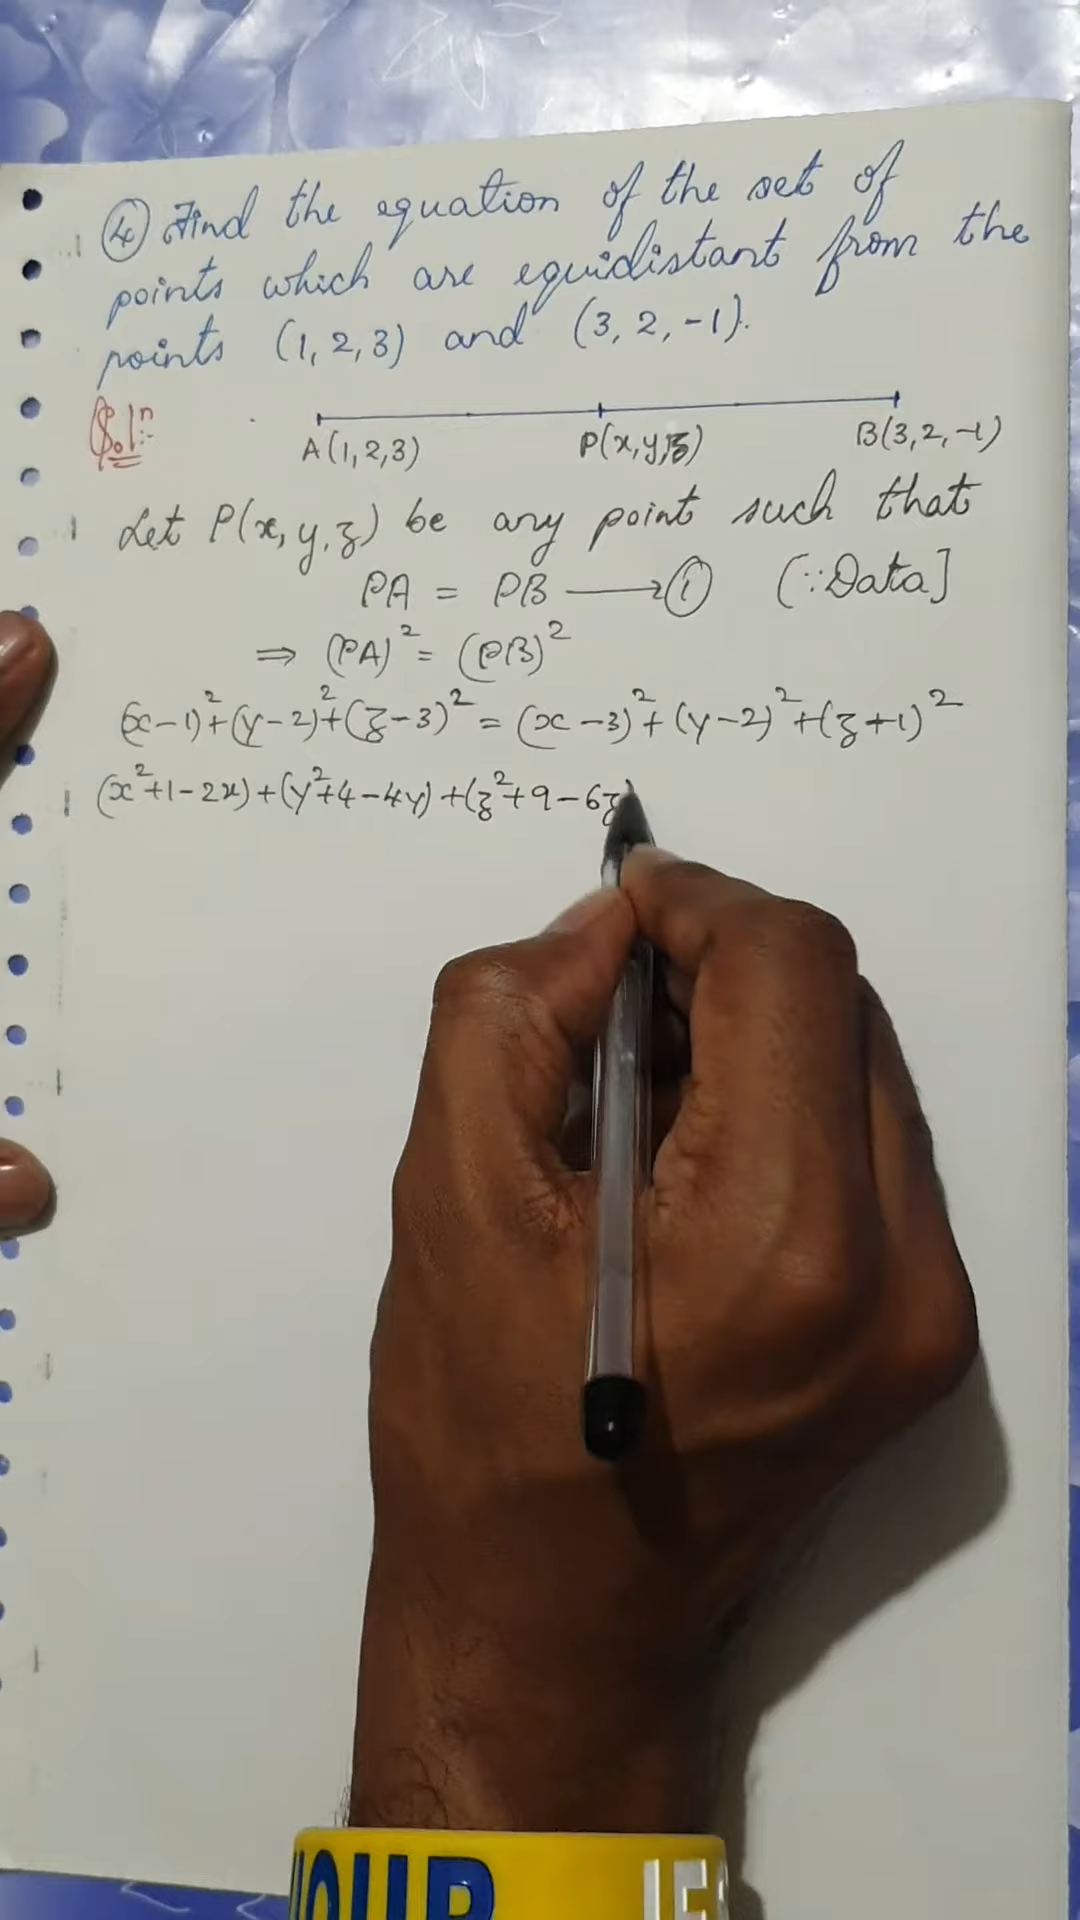 ④ Find the equation of the set of
points which are equidistant from the
points (1, 2, 3) and (3, 2, -1).
Sol:n-
A(1,2,3) P(x,y,z) B(3,2,-1)
Let P(x, y, z) be any point such that
PA = PB ⟶ ① (∵Data]
⇒ (PA)² = (PB)²
(x-1)²+(y-2)²+(z-3)² = (x-3)²+(y-2)²+(z+1)²
(x²+1-2x)+(y²+4-4y)+(z²+9-6z)